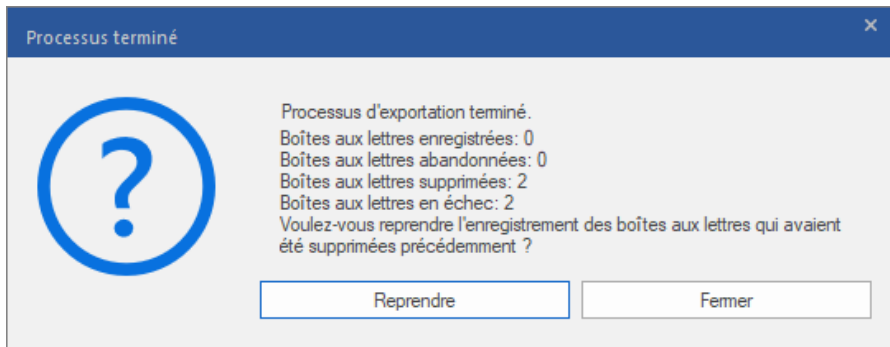 Processus terminé
Processus d'exportation terminé.
Boîtes aux lettres enregistrées: 0
Boîtes aux lettres abandonnées: 0
Boîtes aux lettres supprimées: 2
Boîtes aux lettres en échec: 2
Voulez-vous reprendre l'enregistrement des boîtes aux lettres qui avaient
été supprimées précédemment ?
Reprendre
Fermer